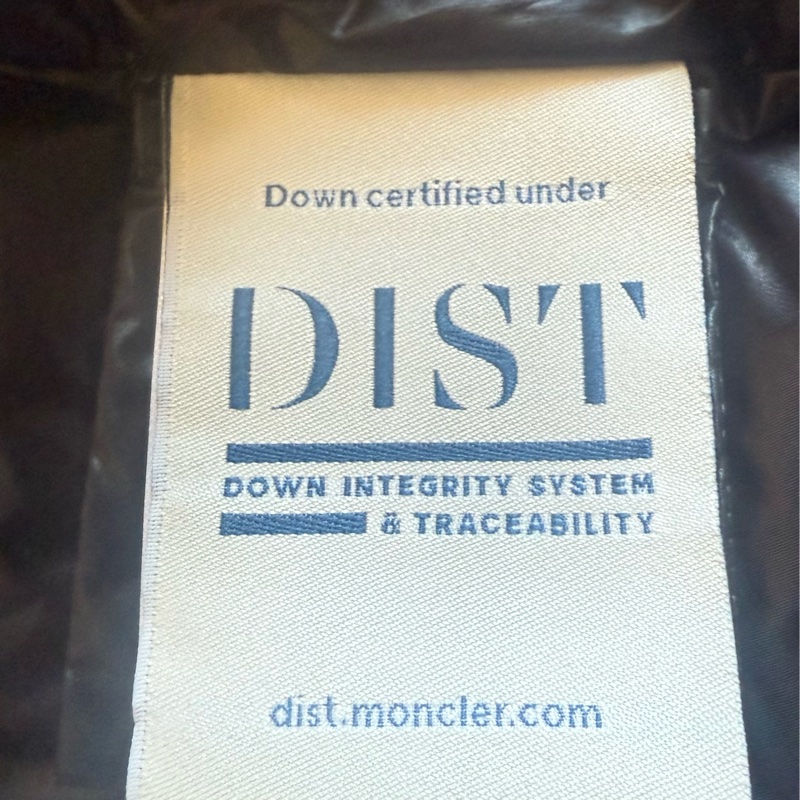 Down certified under
DIST
DOWN INTEGRITY SYSTEM
& TRACEABILITY
dist.moncler.com